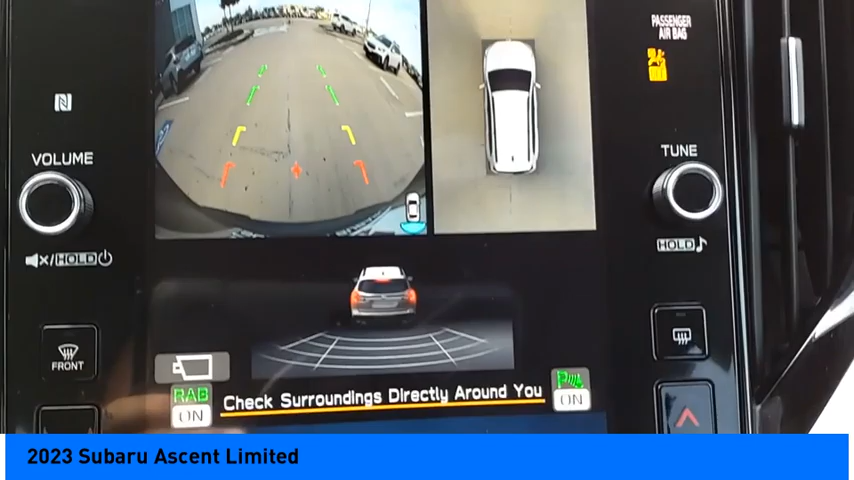 PASSENGER
AIR BAG
VOLUME
TUNE
HOLD
HOLD
FRONT
RAB
ON
Check Surroundings Directly Around You
ON
2023 Subaru Ascent Limited